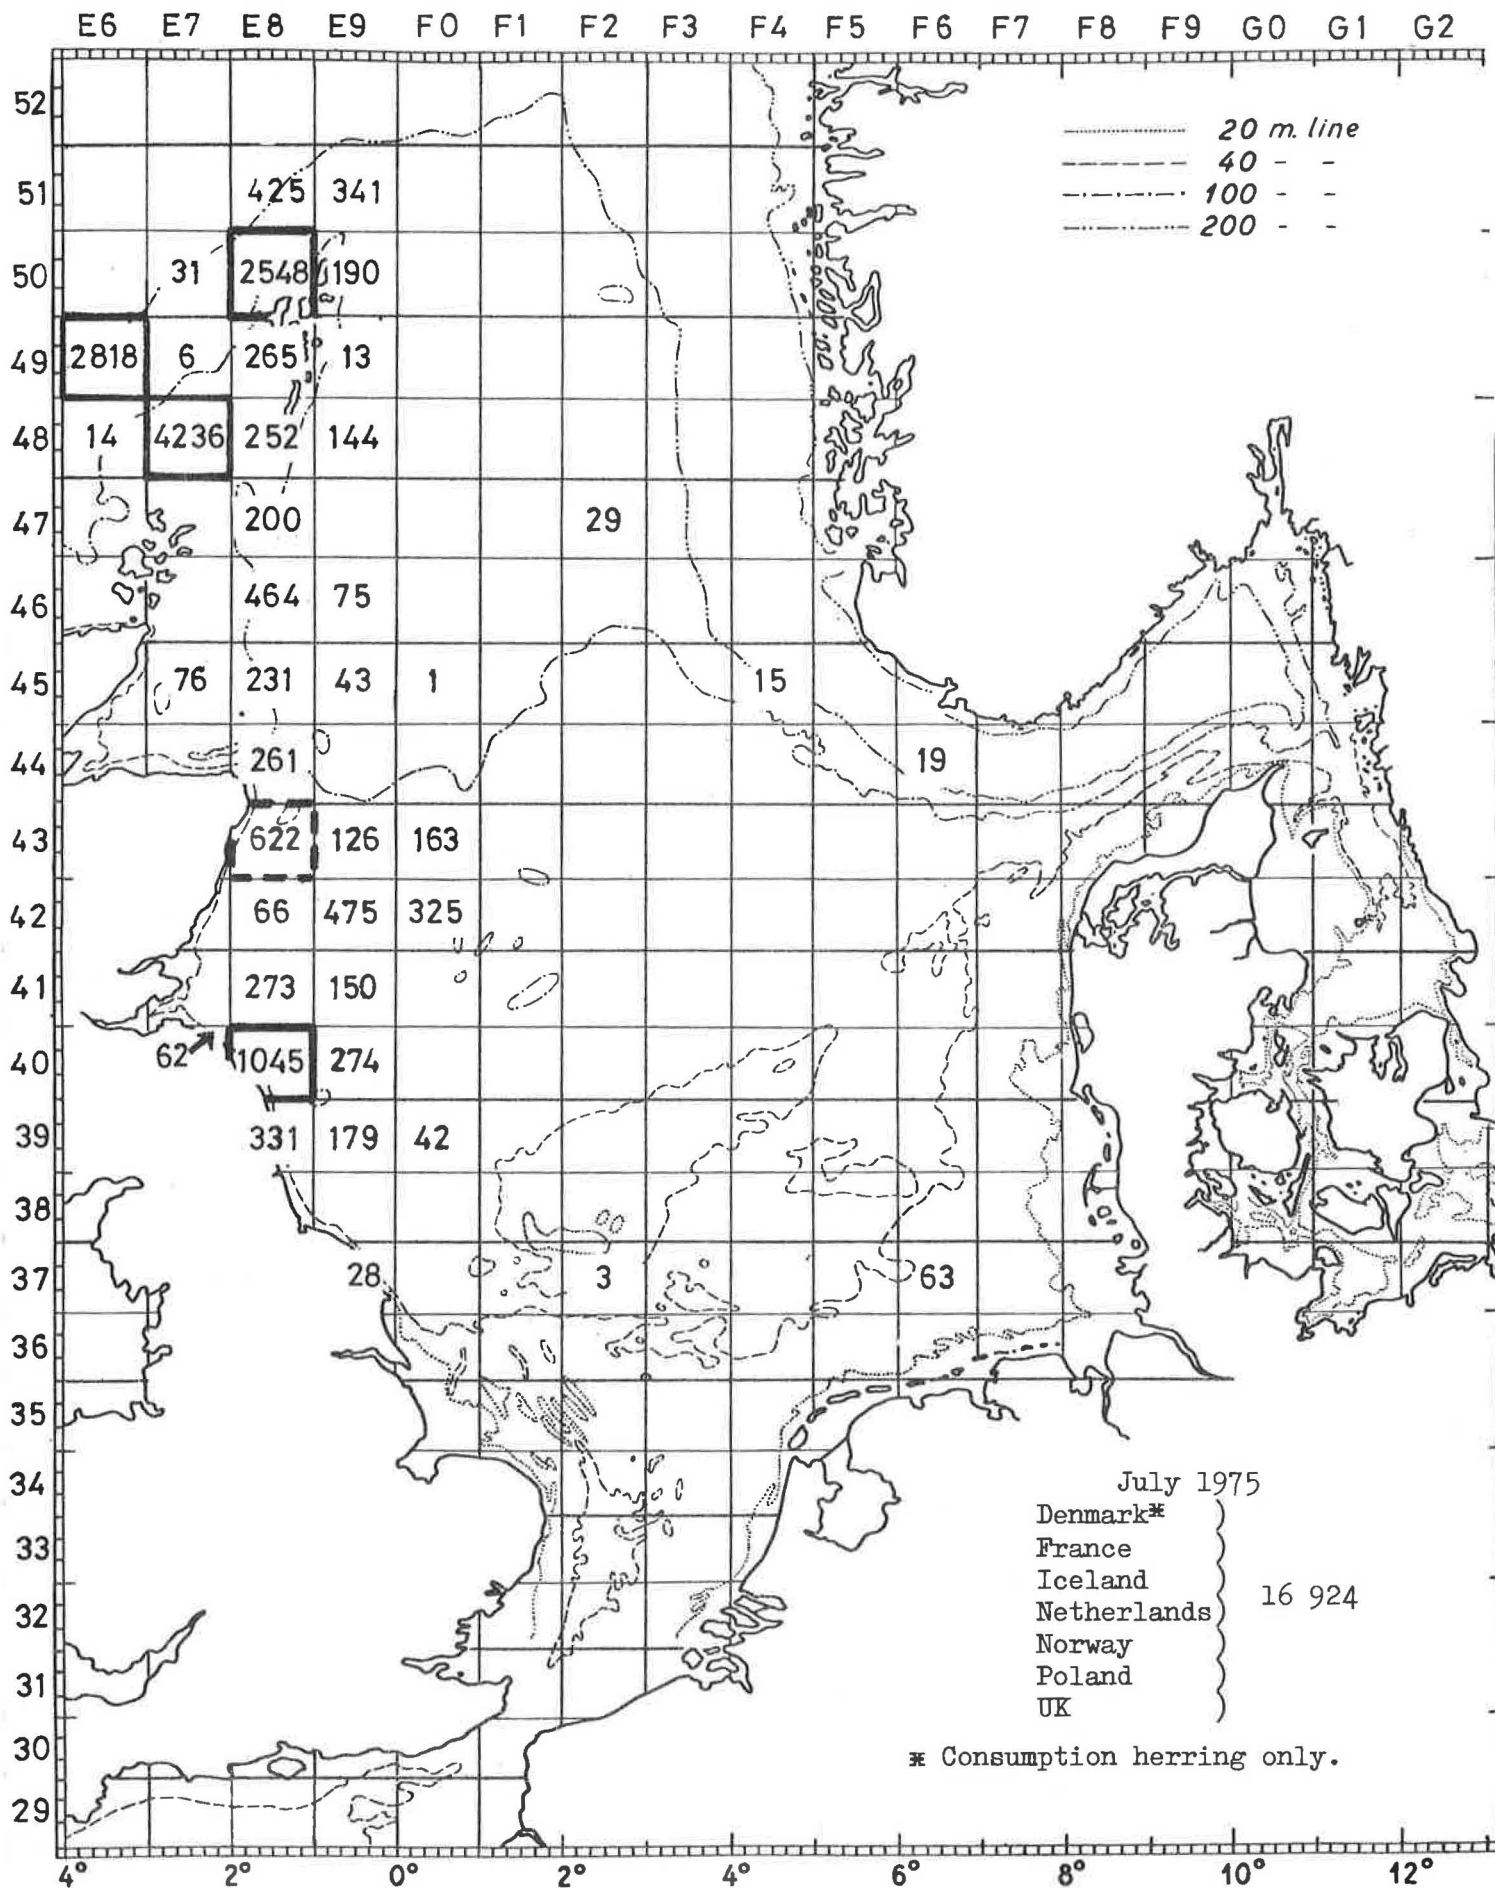 E6 E7 E8 E9 F0 F1 F2 F3 F4 F5 F6 F7 F8 F9 G0 G1 G2
52
20 m. line
40 - -
100 - -
200 - -
51 425 341
50 31 2548 190
49 2818 6 265 13
48 14 4236 252 144
47 200 29
46 464 75
45 76 231 43 1 15
44 261 19
43 622 126 163
42 66 475 325
41 273 150
40 62 1045 274
39 331 179 42
38
37 28 3 63
36
35
34
July 1975
Denmark*
33
France
Iceland
16 924
32
Netherlands
Norway
31
Poland
UK
30
* Consumption herring only.
29
4° 2° 0° 2° 4° 6° 8° 10° 12°